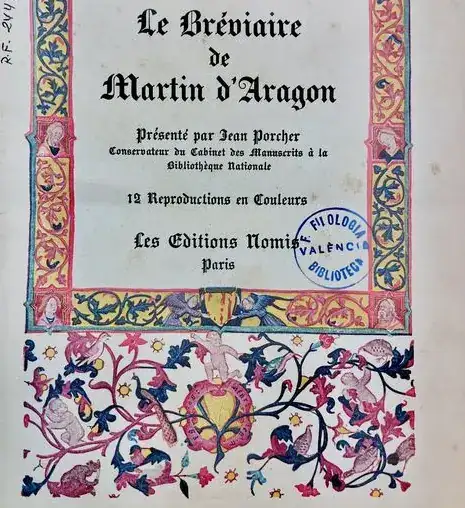 Le Bréviaire
de
Martin d'Aragon
Présenté par Jean Porcher
Conservateur du Cabinet des Manuscrits à la
Bibliothèque Nationale
12 Reproductions en Couleurs
Les Editions Nomis
Paris
F. FILOLOGIA
VALÈNCIA
BIBLIOTECA